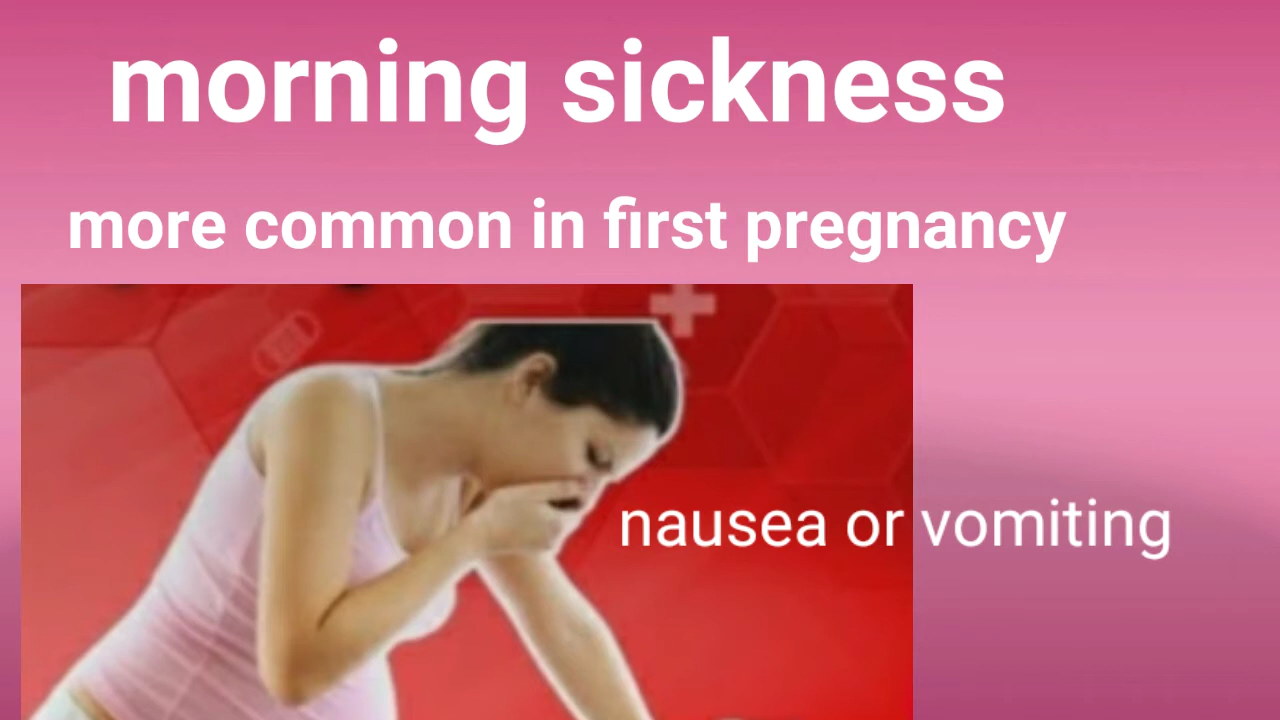 morning sickness
more common in first pregnancy
nausea or vomiting